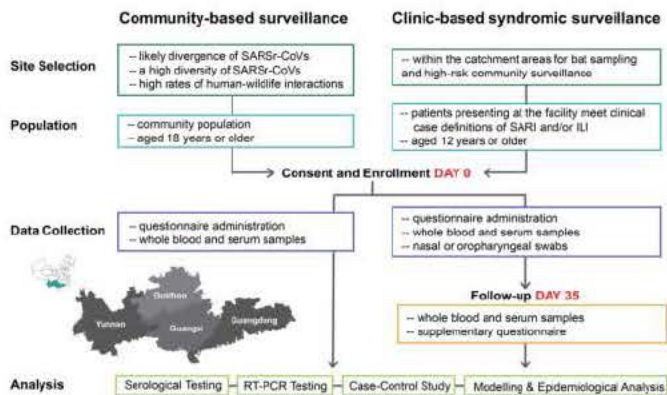 Community-based surveillance
Clinic-based syndromic surveillance
Site Selection
-- likely divergence of SARSr-CoVs
-- a high diversity of SARSr-CoVs
-- high rates of human-wildlife interactions
-- within the catchment areas for bat sampling
and high-risk community surveillance
Population
-- community population
-- aged 18 years or older
-- patients presenting at the facility meet clinical
case definitions of SARI and/or ILI
-- aged 12 years or older
Consent and Enrollment DAY 0
Data Collection
-- questionnaire administration
-- whole blood and serum samples
-- questionnaire administration
-- whole blood and serum samples
-- nasal or oropharyngeal swabs
Guizhou
Yunnan
Guangxi
Guangdong
Follow-up DAY 35
-- whole blood and serum samples
-- supplementary questionnaire
Analysis
Serological Testing
RT-PCR Testing
Case-Control Study
Modelling & Epidemiological Analysis